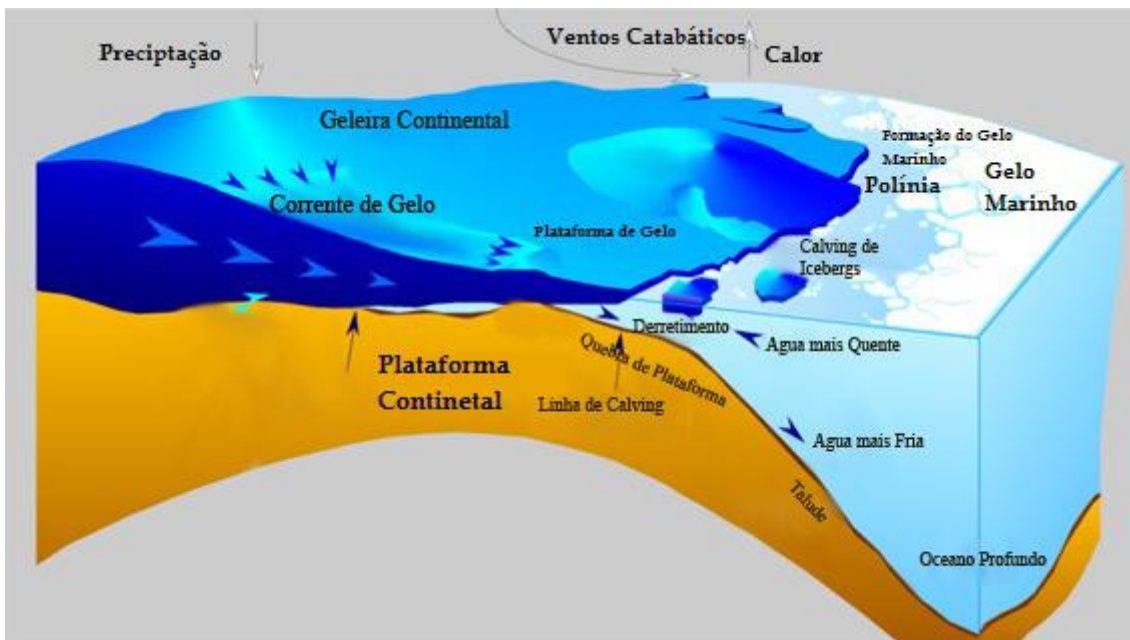 Ventos Catabáticos
Preciptação
Calor
Geleira Continental
Formação do Gelo
Marinho
Gelo
Marinho
Polínia
Corrente de Gelo
Plataforma de Gelo
Calving de
Icebergs
Derretimento
Agua mais Quente
Quebra de Plataforma
Plataforma
Continetal
Linha de Calving
Agua mais Fria
Talude
Oceano Profundo